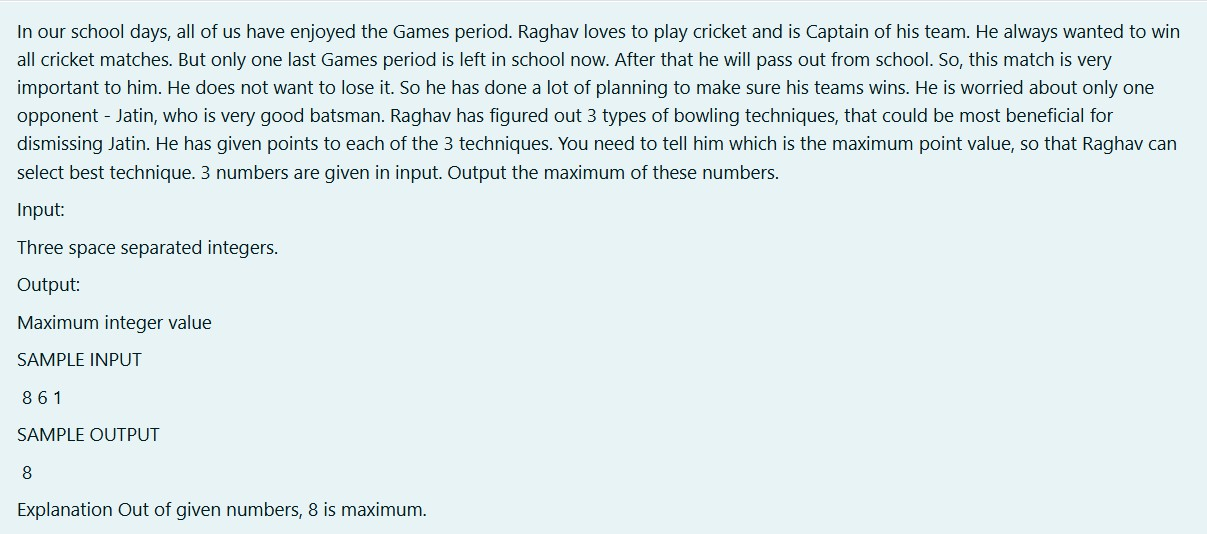 In our school days, all of us have enjoyed the Games period. Raghav loves to play cricket and is Captain of his team. He always wanted to win
all cricket matches. But only one last Games period is left in school now. After that he will pass out from school. So, this match is very
important to him. He does not want to lose it. So he has done a lot of planning to make sure his teams wins. He is worried about only one
opponent - Jatin, who is very good batsman. Raghav has figured out 3 types of bowling techniques, that could be most beneficial for
dismissing Jatin. He has given points to each of the 3 techniques. You need to tell him which is the maximum point value, so that Raghav can
select best technique. 3 numbers are given in input. Output the maximum of these numbers.
Input:
Three space separated integers.
Output:
Maximum integer value
SAMPLE INPUT
8 6 1
SAMPLE OUTPUT
8
Explanation Out of given numbers, 8 is maximum.